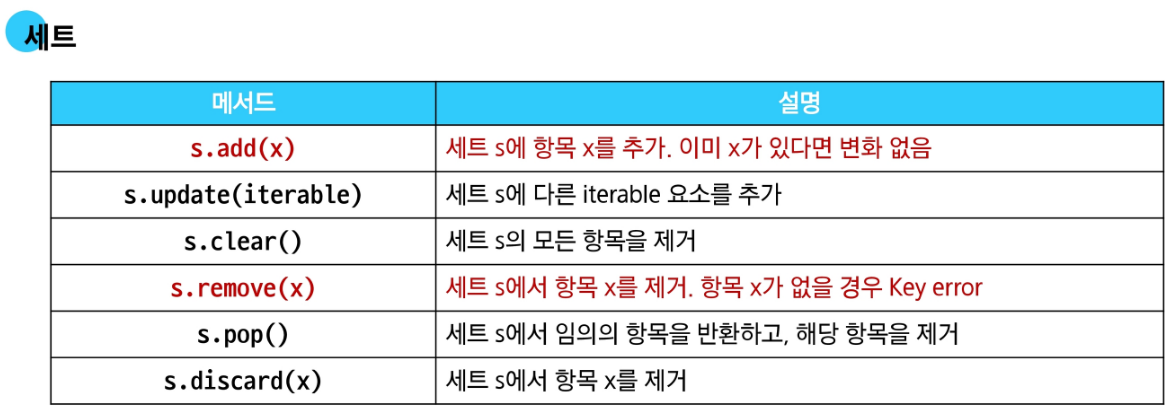 세트
메서드 설명
s.add(x) 세트 s에 항목 x를 추가. 이미 x가 있다면 변화 없음
s.update(iterable) 세트 s에 다른 iterable 요소를 추가
s.clear() 세트 s의 모든 항목을 제거
s.remove(x) 세트 s에서 항목 x를 제거. 항목 x가 없을 경우 Key error
s.pop() 세트 s에서 임의의 항목을 반환하고, 해당 항목을 제거
s.discard(x) 세트 s에서 항목 x를 제거